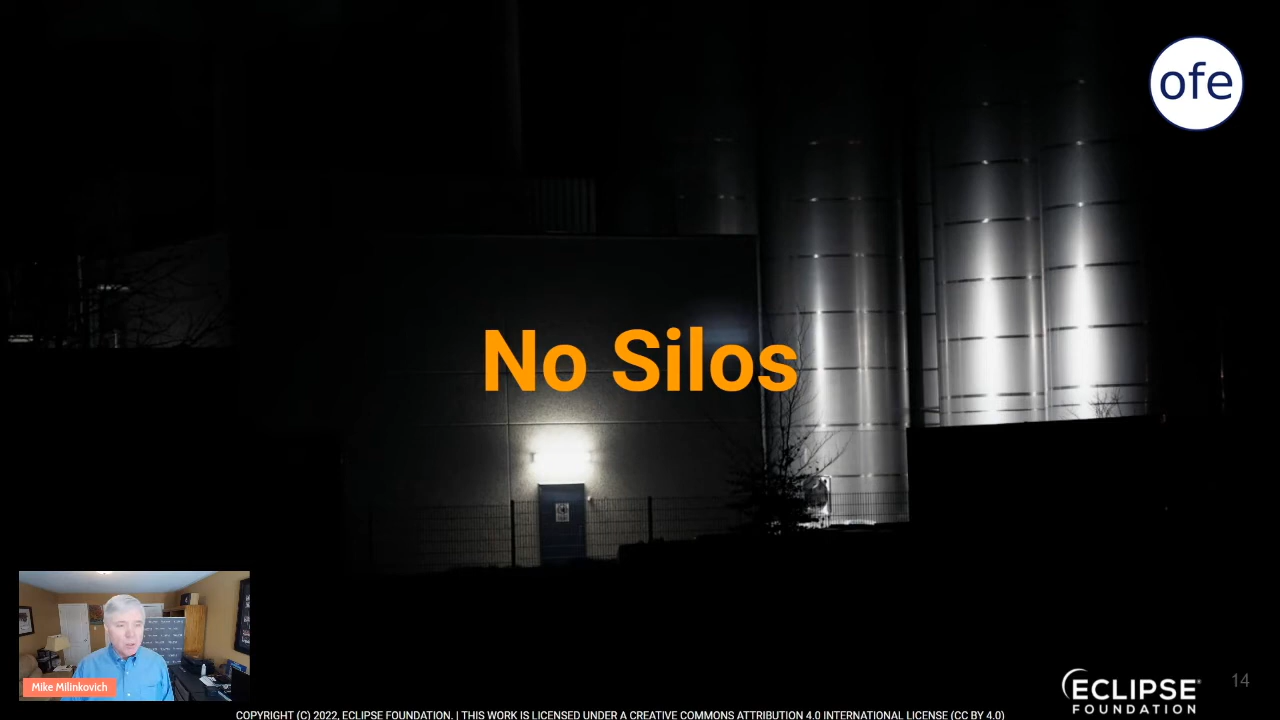 ofe
No Silos
Mike Milinkovich
ECLIPSE®
FOUNDATION
14
COPYRIGHT (C) 2022, ECLIPSE FOUNDATION. | THIS WORK IS LICENSED UNDER A CREATIVE COMMONS ATTRIBUTION 4.0 INTERNATIONAL LICENSE (CC BY 4.0)